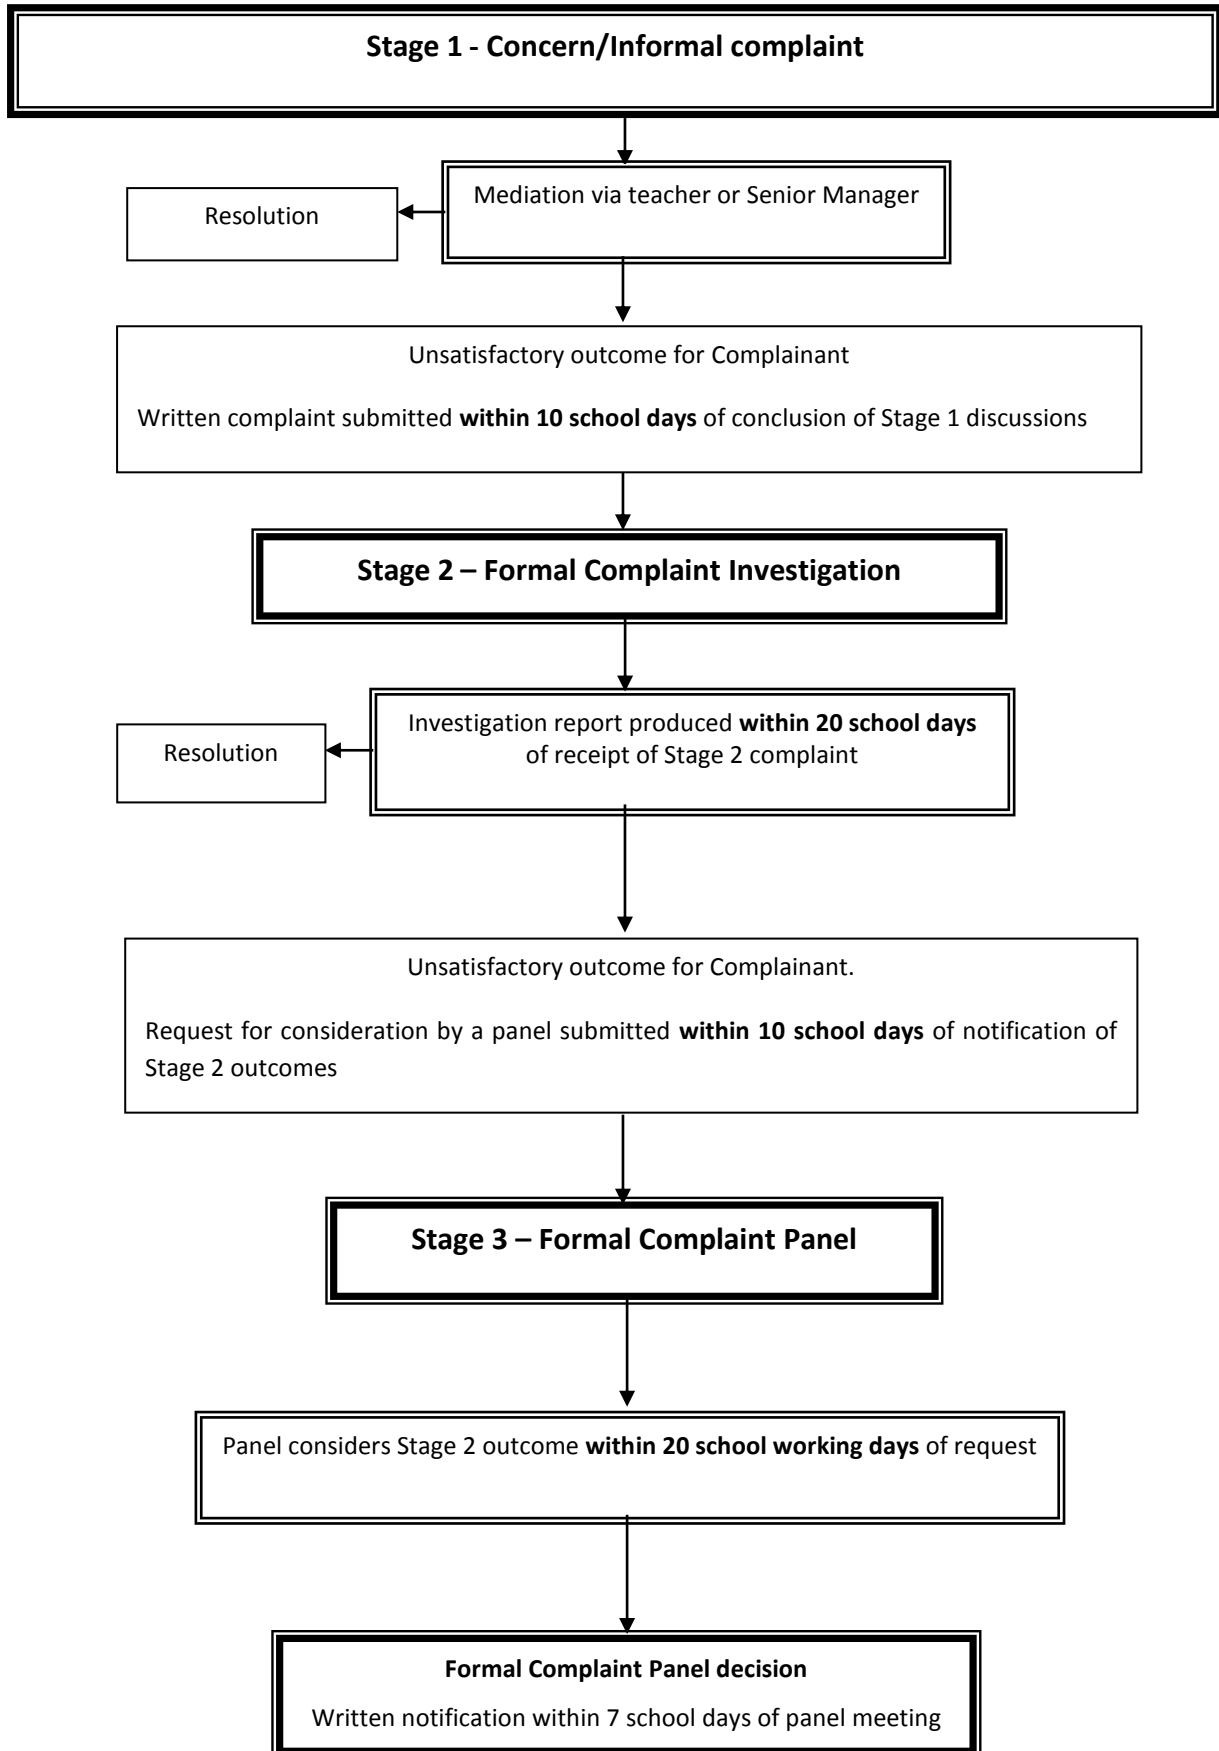 Stage 1 - Concern/Informal complaint
Mediation via teacher or Senior Manager
Resolution
Unsatisfactory outcome for Complainant
Written complaint submitted within 10 school days of conclusion of Stage 1 discussions
Stage 2 – Formal Complaint Investigation
Investigation report produced within 20 school days
of receipt of Stage 2 complaint
Resolution
Unsatisfactory outcome for Complainant.
Request for consideration by a panel submitted within 10 school days of notification of
Stage 2 outcomes
Stage 3 – Formal Complaint Panel
Panel considers Stage 2 outcome within 20 school working days of request
Formal Complaint Panel decision
Written notification within 7 school days of panel meeting